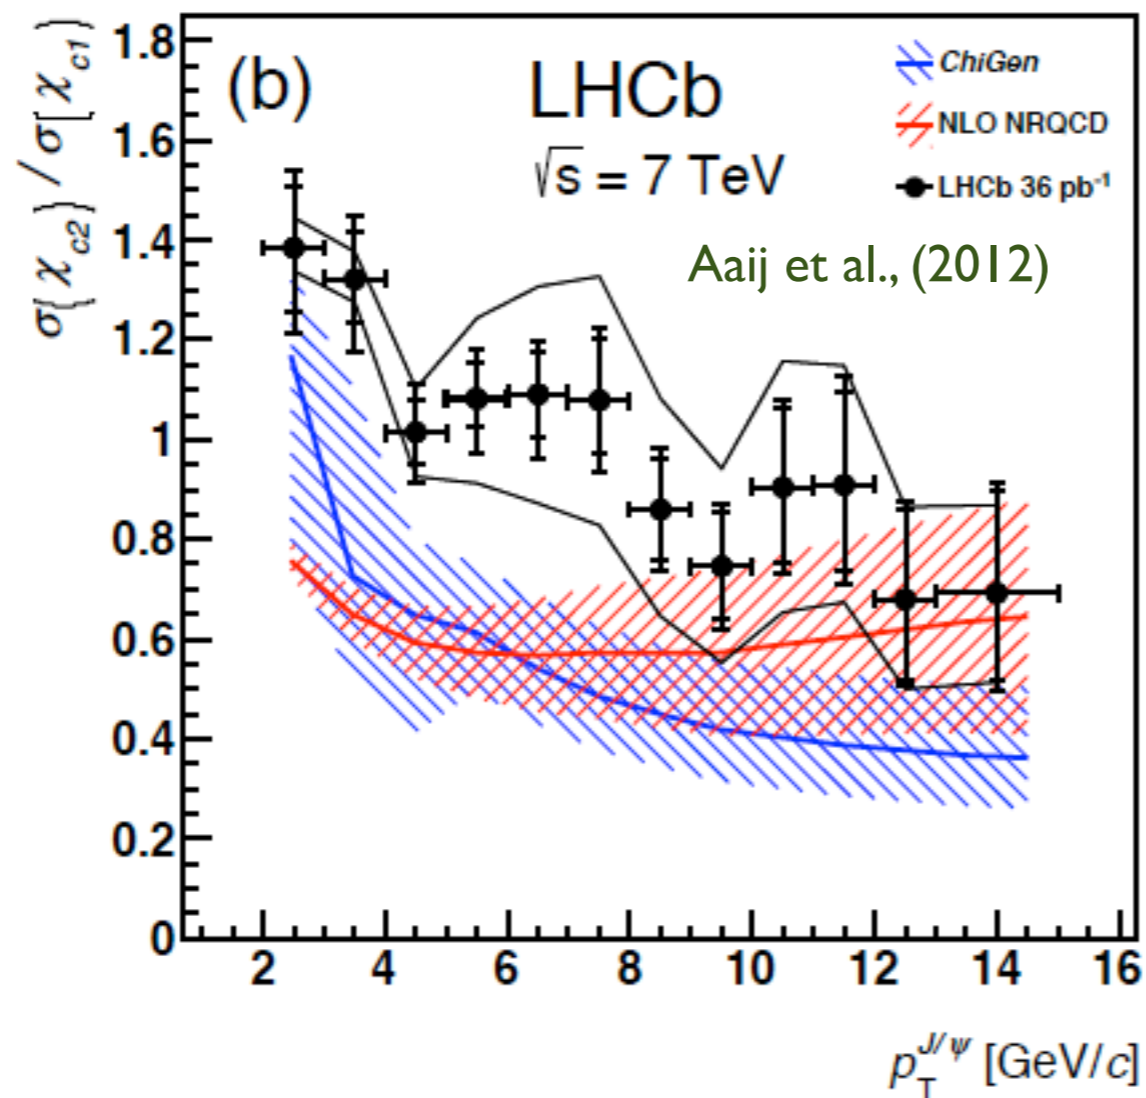 σ{ χc2} / σ[ χc1)
1.8
1.6
1.4
1.2
1
0.8
0.6
0.4
0.2
0
(b)
LHCb
√s = 7 TeV
Aaij et al., (2012)
ChiGen
NLO NRQCD
LHCb 36 pb⁻¹
2 4 6 8 10 12 14 16
p_T^{J/ψ} [GeV/c]